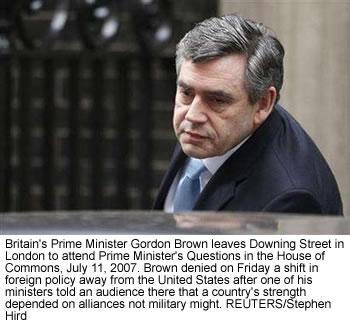 Britain's Prime Minister Gordon Brown leaves Downing Street in
London to attend Prime Minister's Questions in the House of
Commons, July 11, 2007. Brown denied on Friday a shift in
foreign policy away from the United States after one of his
ministers told an audience there that a country's strength
depended on alliances not military might. REUTERS/Stephen
Hird